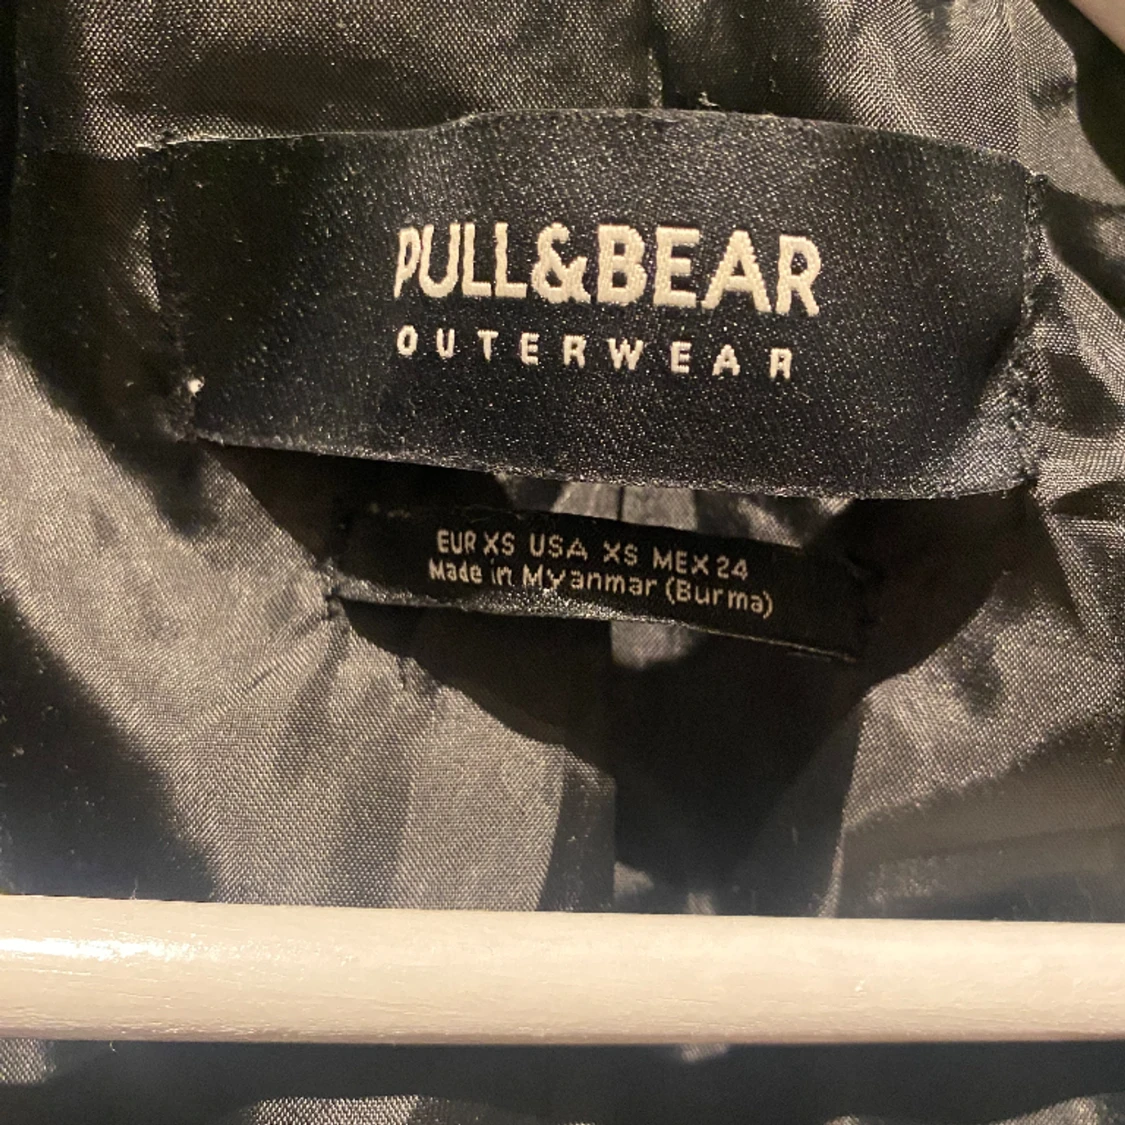 PULL&BEAR
OUTERWEAR
EUR XS USA XS MEX 24
Made in Myanmar (Burma)